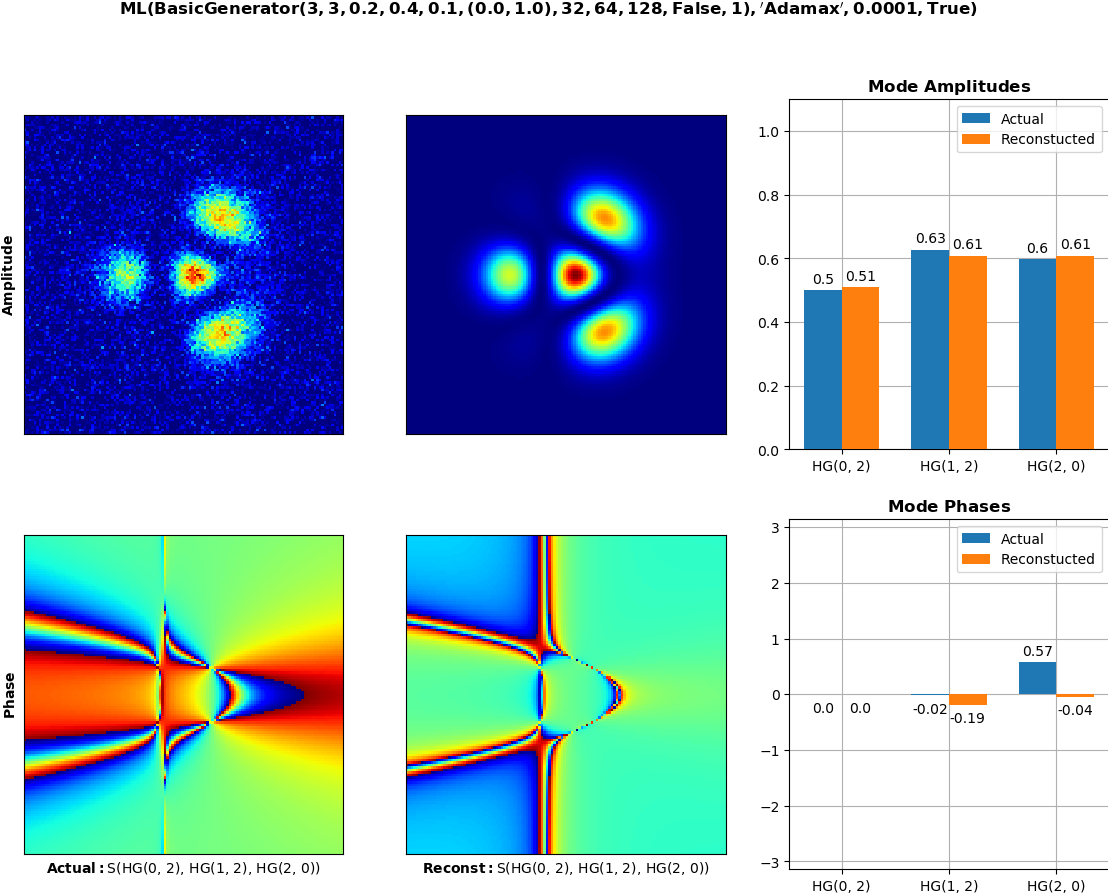 ML(BasicGenerator(3, 3, 0.2, 0.4, 0.1, (0.0, 1.0), 32, 64, 128, False, 1), ′Adamax′, 0.0001, True)
Mode Amplitudes
Amplitude
1.0
0.8
0.6
0.4
0.2
0.0
Actual
Reconstucted
0.5
0.51
0.63
0.61
0.6
0.61
HG(0, 2)
HG(1, 2)
HG(2, 0)
Mode Phases
Phase
3
2
1
0
−1
−2
−3
Actual
Reconstucted
0.0
0.0
-0.02
-0.19
0.57
-0.04
HG(0, 2)
HG(1, 2)
HG(2, 0)
Actual: S(HG(0, 2), HG(1, 2), HG(2, 0))
Reconst: S(HG(0, 2), HG(1, 2), HG(2, 0))